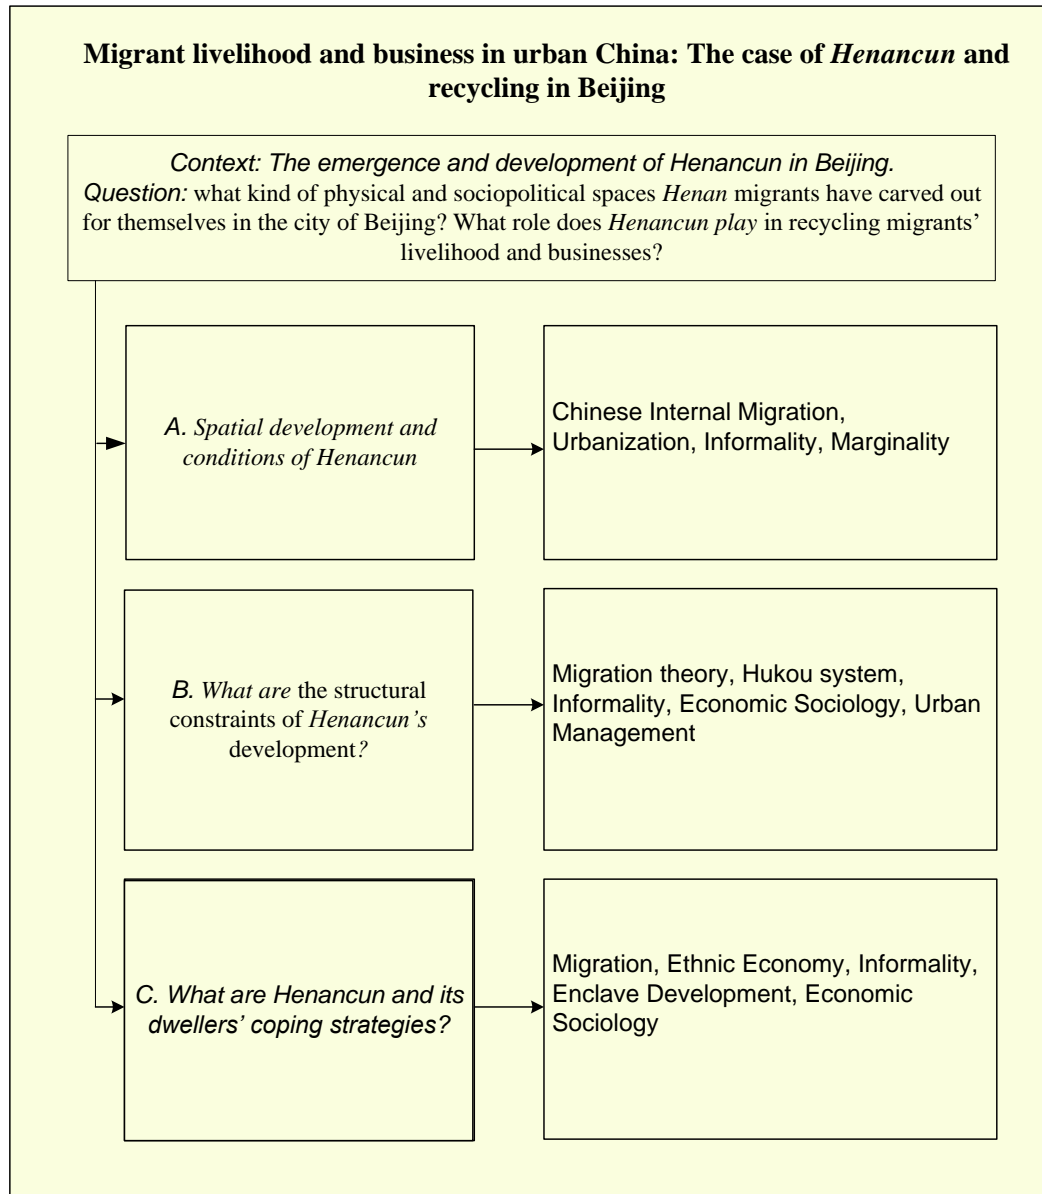 Migrant livelihood and business in urban China: The case of Henancun and
recycling in Beijing
Context: The emergence and development of Henancun in Beijing.
Question: what kind of physical and sociopolitical spaces Henan migrants have carved out
for themselves in the city of Beijing? What role does Henancun play in recycling migrants’
livelihood and businesses?
A. Spatial development and
conditions of Henancun
Chinese Internal Migration,
Urbanization, Informality, Marginality
B. What are the structural
constraints of Henancun’s
development?
Migration theory, Hukou system,
Informality, Economic Sociology, Urban
Management
C. What are Henancun and its
dwellers’ coping strategies?
Migration, Ethnic Economy, Informality,
Enclave Development, Economic
Sociology